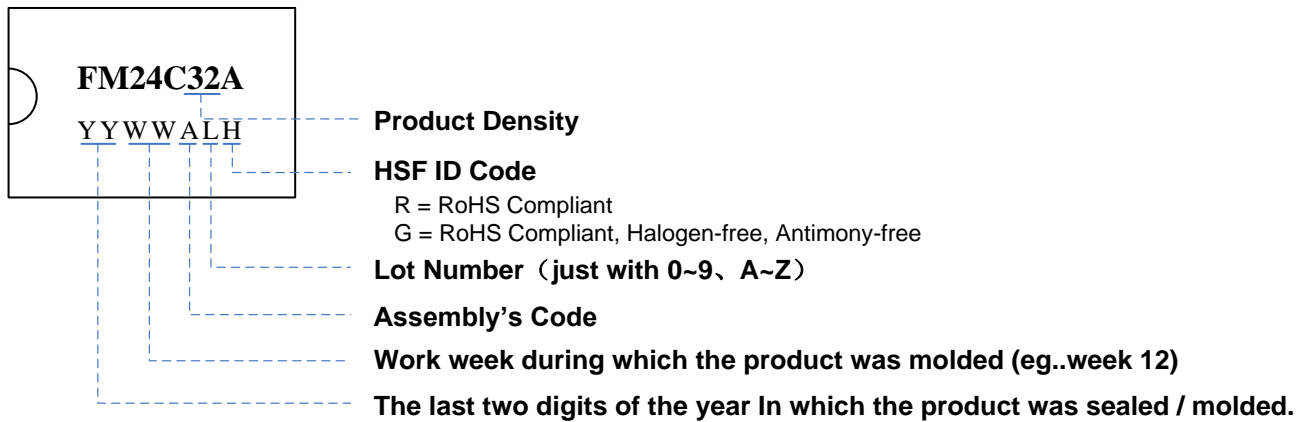 FM24C32A
YYWWALH
Product Density
HSF ID Code
R = RoHS Compliant
G = RoHS Compliant, Halogen-free, Antimony-free
Lot Number（just with 0~9、A~Z）
Assembly’s Code
Work week during which the product was molded (eg..week 12)
The last two digits of the year In which the product was sealed / molded.